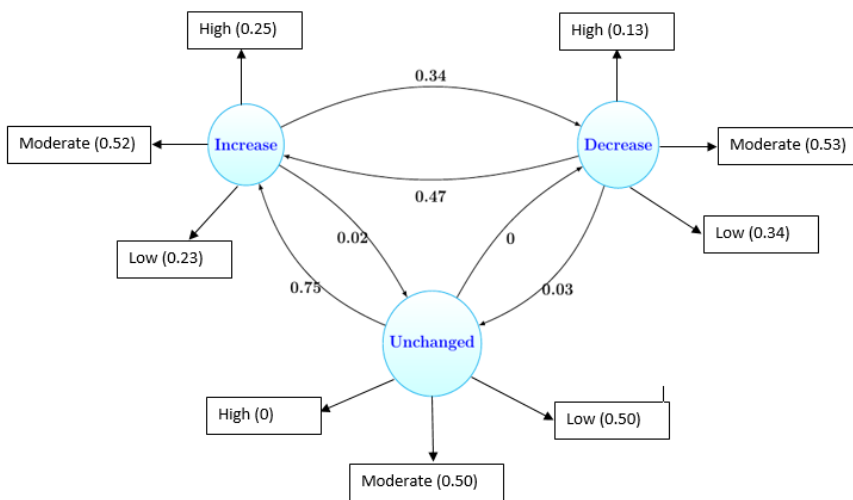 High (0.25)
High (0.13)
0.34
Moderate (0.52)
Increase
Decrease
Moderate (0.53)
0.47
Low (0.23)
0.02
0
Low (0.34)
0.75
0.03
Unchanged
High (0)
Low (0.50)
Moderate (0.50)